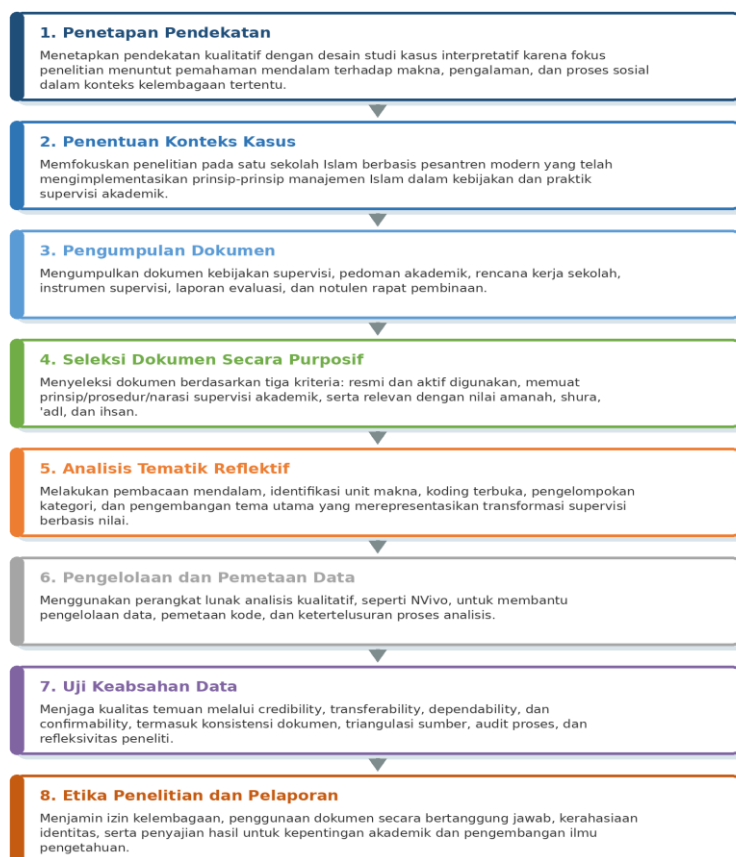 1. Penetapan Pendekatan
Menetapkan pendekatan kualitatif dengan desain studi kasus interpretatif karena fokus
penelitian menuntut pemahaman mendalam terhadap makna, pengalaman, dan proses sosial
dalam konteks kelembagaan tertentu.
2. Penentuan Konteks Kasus
Memfokuskan penelitian pada satu sekolah Islam berbasis pesantren modern yang telah
mengimplementasikan prinsip-prinsip manajemen Islam dalam kebijakan dan praktik
supervisi akademik.
3. Pengumpulan Dokumen
Mengumpulkan dokumen kebijakan supervisi, pedoman akademik, rencana kerja sekolah,
instrumen supervisi, laporan evaluasi, dan notulen rapat pembinaan.
4. Seleksi Dokumen Secara Purposif
Menyeleksi dokumen berdasarkan tiga kriteria: resmi dan aktif digunakan, memuat
prinsip/prosedur/narasi supervisi akademik, serta relevan dengan nilai amanah, shura,
'adl, dan ihsan.
5. Analisis Tematik Reflektif
Melakukan pembacaan mendalam, identifikasi unit makna, koding terbuka, pengelompokan
kategori, dan pengembangan tema utama yang merepresentasikan transformasi supervisi
berbasis nilai.
6. Pengelolaan dan Pemetaan Data
Menggunakan perangkat lunak analisis kualitatif, seperti NVivo, untuk membantu
pengelolaan data, pemetaan kode, dan ketertelusuran proses analisis.
7. Uji Keabsahan Data
Menjaga kualitas temuan melalui credibility, transferability, dependability, dan
confirmability, termasuk konsistensi dokumen, triangulasi sumber, audit proses, dan
refleksivitas peneliti.
8. Etika Penelitian dan Pelaporan
Menjamin izin kelembagaan, penggunaan dokumen secara bertanggung jawab, kerahasiaan
identitas, serta penyajian hasil untuk kepentingan akademik dan pengembangan ilmu
pengetahuan.